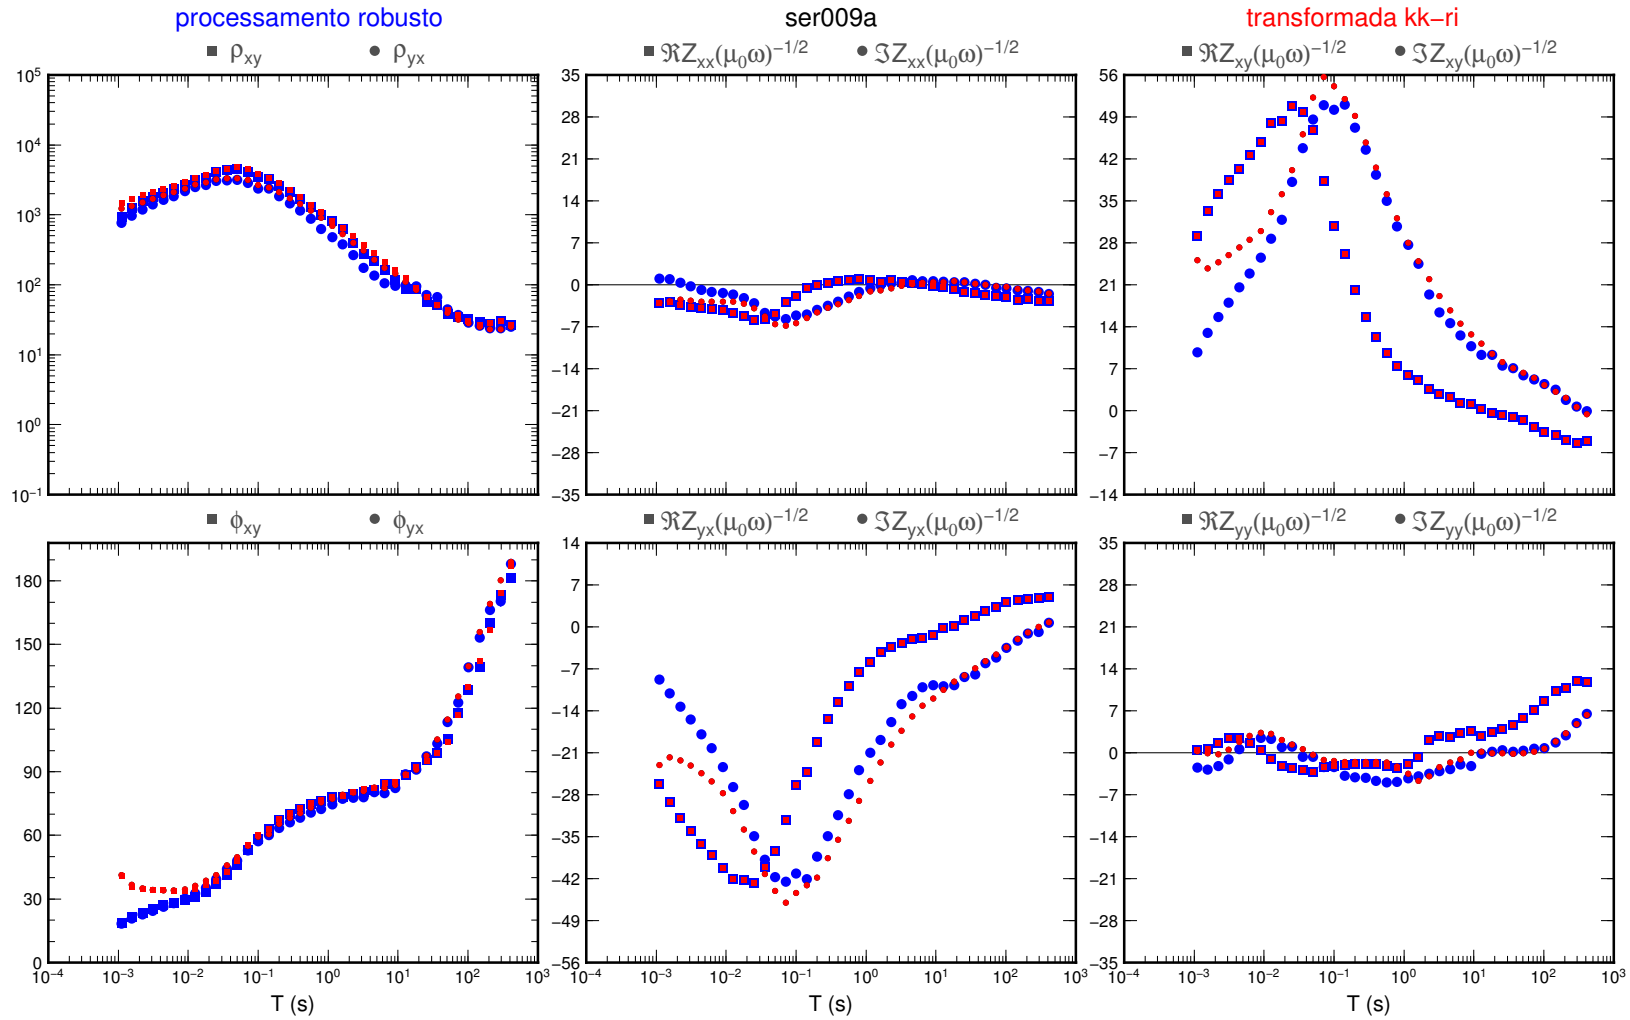 processamento robusto ser009a transformada kk−ri
■ ρxy ● ρyx ■ ℜZxx(μ0ω)−1/2 ● ℑZxx(μ0ω)−1/2 ■ ℜZxy(μ0ω)−1/2 ● ℑZxy(μ0ω)−1/2
10^5 35 56
28 49
10^4 21 42
14 35
10^3 7 28
10^2 0 21
−7 14
10^1 −14 7
10^0 −21 0
−28 −7
10^−1 −35 −14
■ ϕxy ● ϕyx ■ ℜZyx(μ0ω)−1/2 ● ℑZyx(μ0ω)−1/2 ■ ℜZyy(μ0ω)−1/2 ● ℑZyy(μ0ω)−1/2
14 35
180 7 28
0 21
150 −7 14
120 −14 7
−21 0
90 −28 −7
60 −35 −14
−42 −21
30 −49 −28
0 −56 −35
10^−4 10^−3 10^−2 10^−1 10^0 10^1 10^2 10^3 10^−4 10^−3 10^−2 10^−1 10^0 10^1 10^2 10^3 10^−4 10^−3 10^−2 10^−1 10^0 10^1 10^2 10^3
T (s) T (s) T (s)